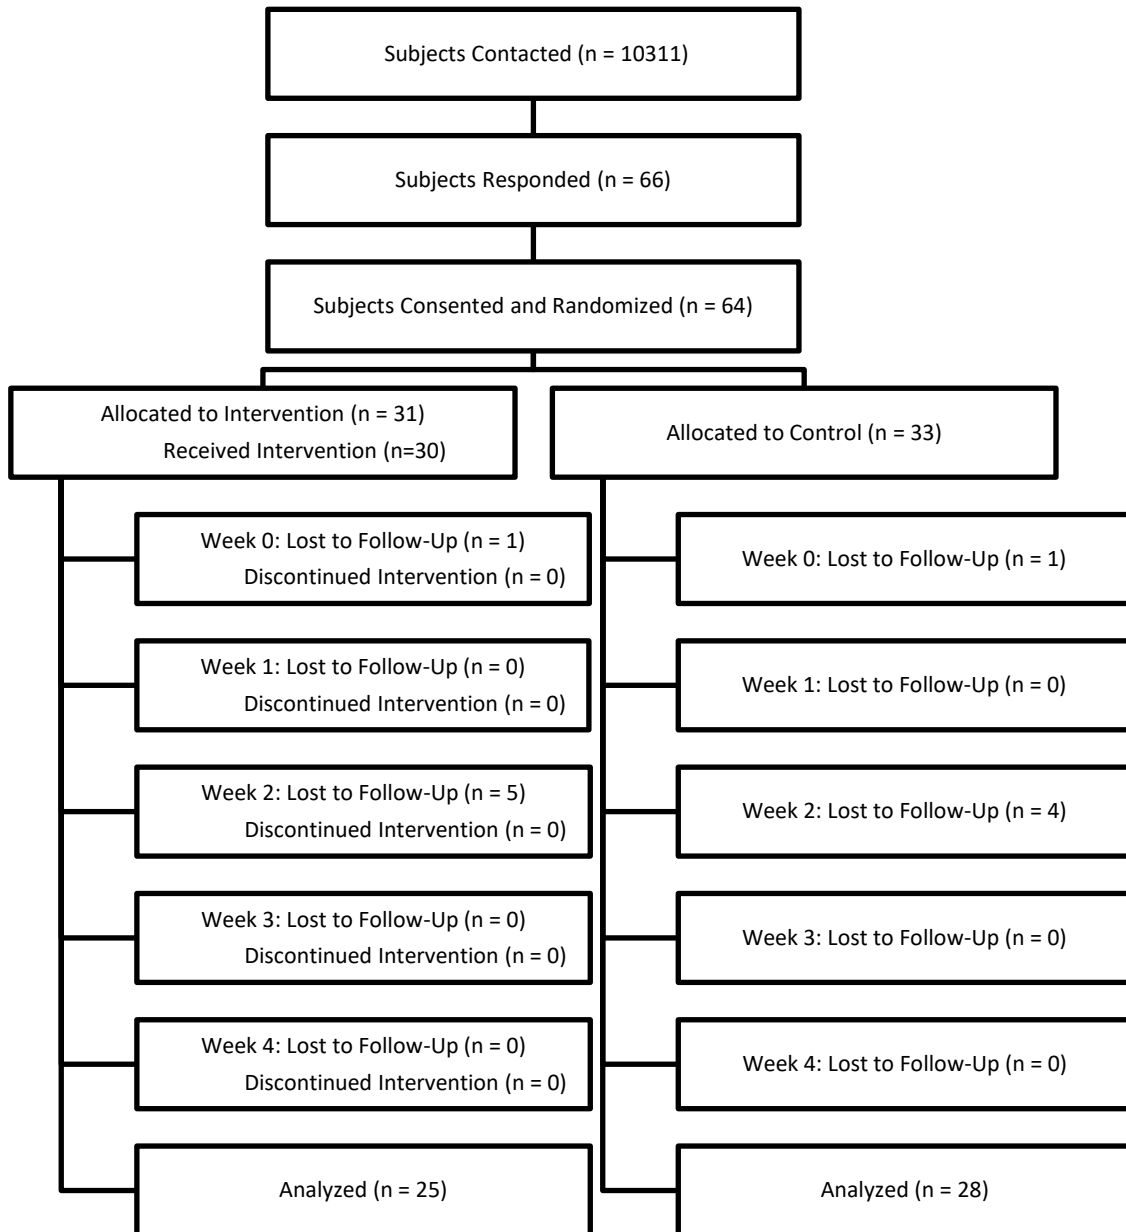 Subjects Contacted (n = 10311)
Subjects Responded (n = 66)
Subjects Consented and Randomized (n = 64)
Allocated to Intervention (n = 31)
Received Intervention (n=30)
Week 0: Lost to Follow-Up (n = 1)
Discontinued Intervention (n = 0)
Week 1: Lost to Follow-Up (n = 0)
Discontinued Intervention (n = 0)
Week 2: Lost to Follow-Up (n = 5)
Discontinued Intervention (n = 0)
Week 3: Lost to Follow-Up (n = 0)
Discontinued Intervention (n = 0)
Week 4: Lost to Follow-Up (n = 0)
Discontinued Intervention (n = 0)
Analyzed (n = 25)
Allocated to Control (n = 33)
Week 0: Lost to Follow-Up (n = 1)
Week 1: Lost to Follow-Up (n = 0)
Week 2: Lost to Follow-Up (n = 4)
Week 3: Lost to Follow-Up (n = 0)
Week 4: Lost to Follow-Up (n = 0)
Analyzed (n = 28)